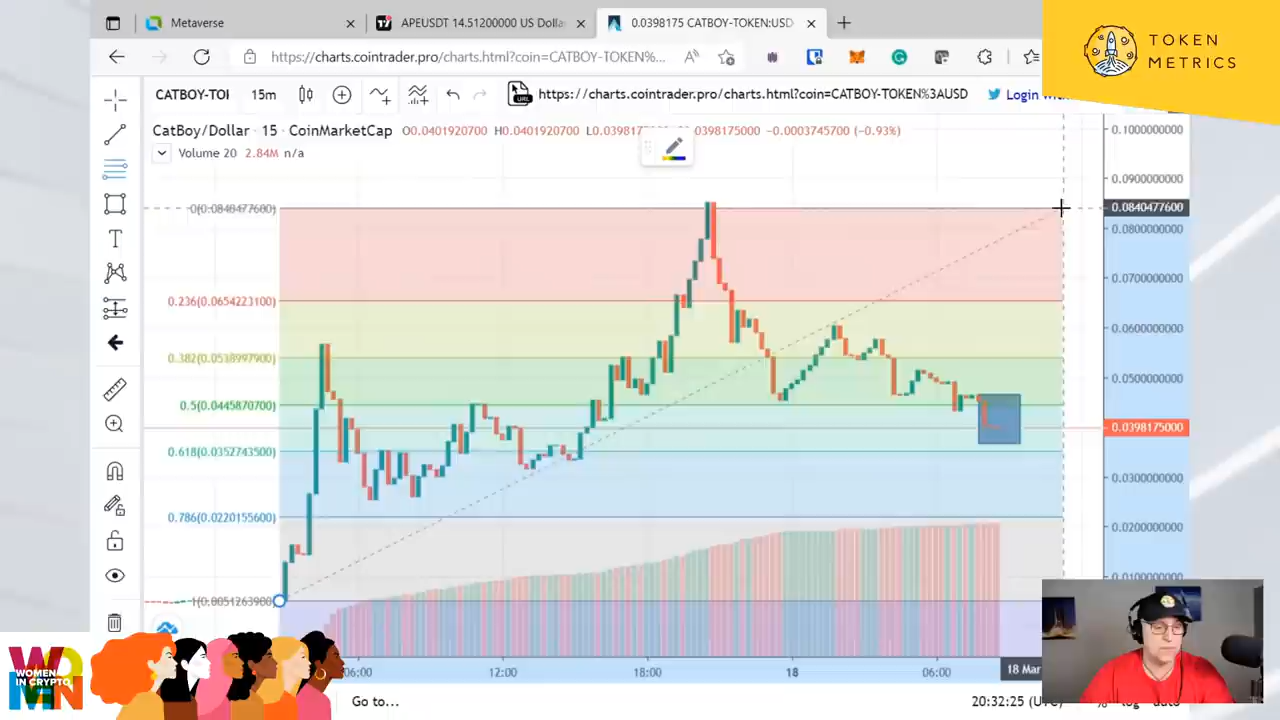 Metaverse
APEUSDT 14.51200000 US Dolla
0.0398175 CATBOY-TOKEN:USD
https://charts.cointrader.pro/charts.html?coin=CATBOY-TOKEN%...
TOKEN
METRICS
CATBOY-TOI
15m
URL
https://charts.cointrader.pro/charts.html?coin=CATBOY-TOKEN%3AUSD
Login
CatBoy/Dollar · 15 · CoinMarketCap
O0.0401920700 H0.0401920700
−0.0003745700 (−0.93%)
Volume 20 2.84M n/a
0.1000000000
0.0900000000
0(0.0840477600)
0.0840477600
0.0800000000
0.0700000000
0.236(0.0654223100)
0.0600000000
0.382(0.0538997900)
0.0500000000
0.5(0.0445870700)
0.0398175000
0.618(0.0352743500)
0.0300000000
0.786(0.0220155600)
0.0200000000
1(0.0051263900)
06:00
12:00
18:00
18
06:00
18 Mar
Go to...
20:32:25 (UTC)
WOMEN
WOMEN
IN CRYPTO